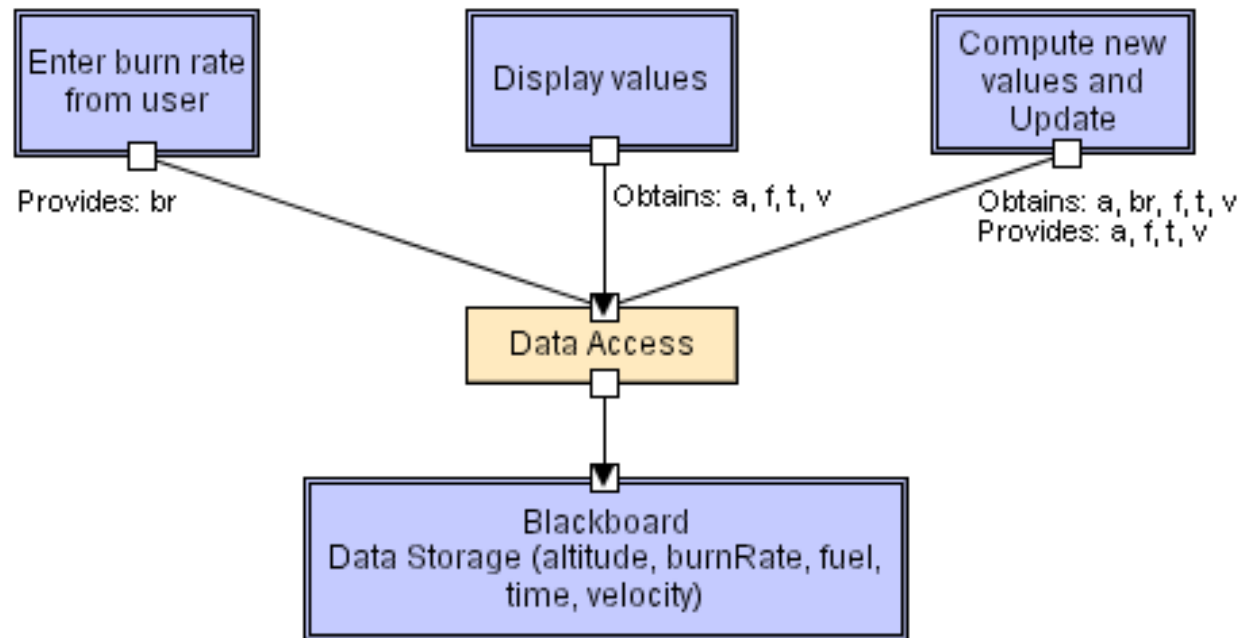 Enter burn rate
from user
Display values
Compute new
values and
Update
Provides: br
Obtains: a, f, t, v
Obtains: a, br, f, t, v
Provides: a, f, t, v
Data Access
Blackboard
Data Storage (altitude, burnRate, fuel,
time, velocity)